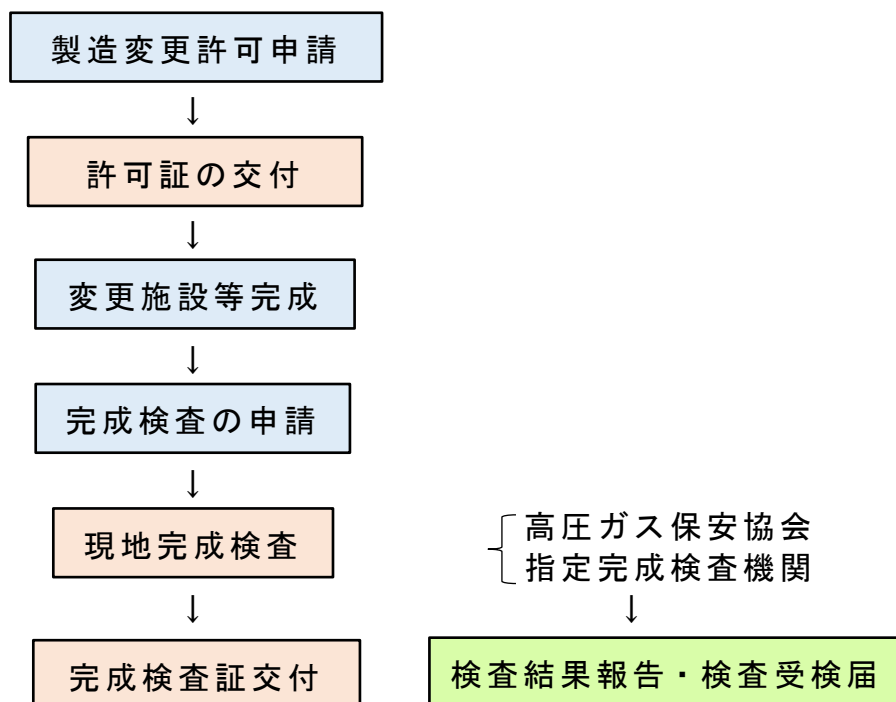 製造変更許可申請
↓
許可証の交付
↓
変更施設等完成
↓
完成検査の申請
↓
現地完成検査
↓
完成検査証交付
高圧ガス保安協会
指定完成検査機関
↓
検査結果報告・検査受検届